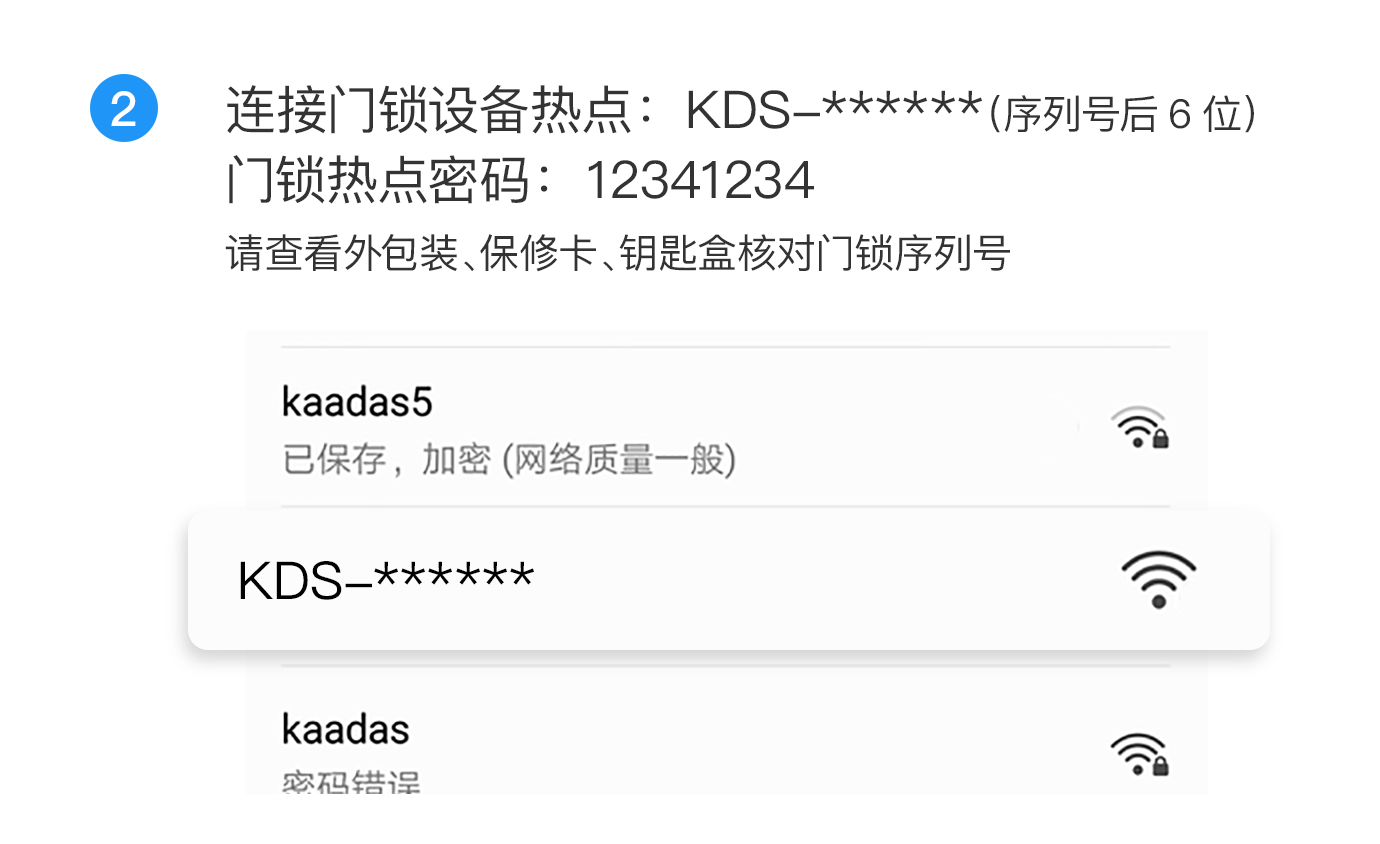 2
连接门锁设备热点：KDS–******(序列号后 6 位)
门锁热点密码：12341234
请查看外包装、保修卡、钥匙盒核对门锁序列号
kaadas5
已保存，加密 (网络质量一般)
KDS–******
kaadas
密码错误